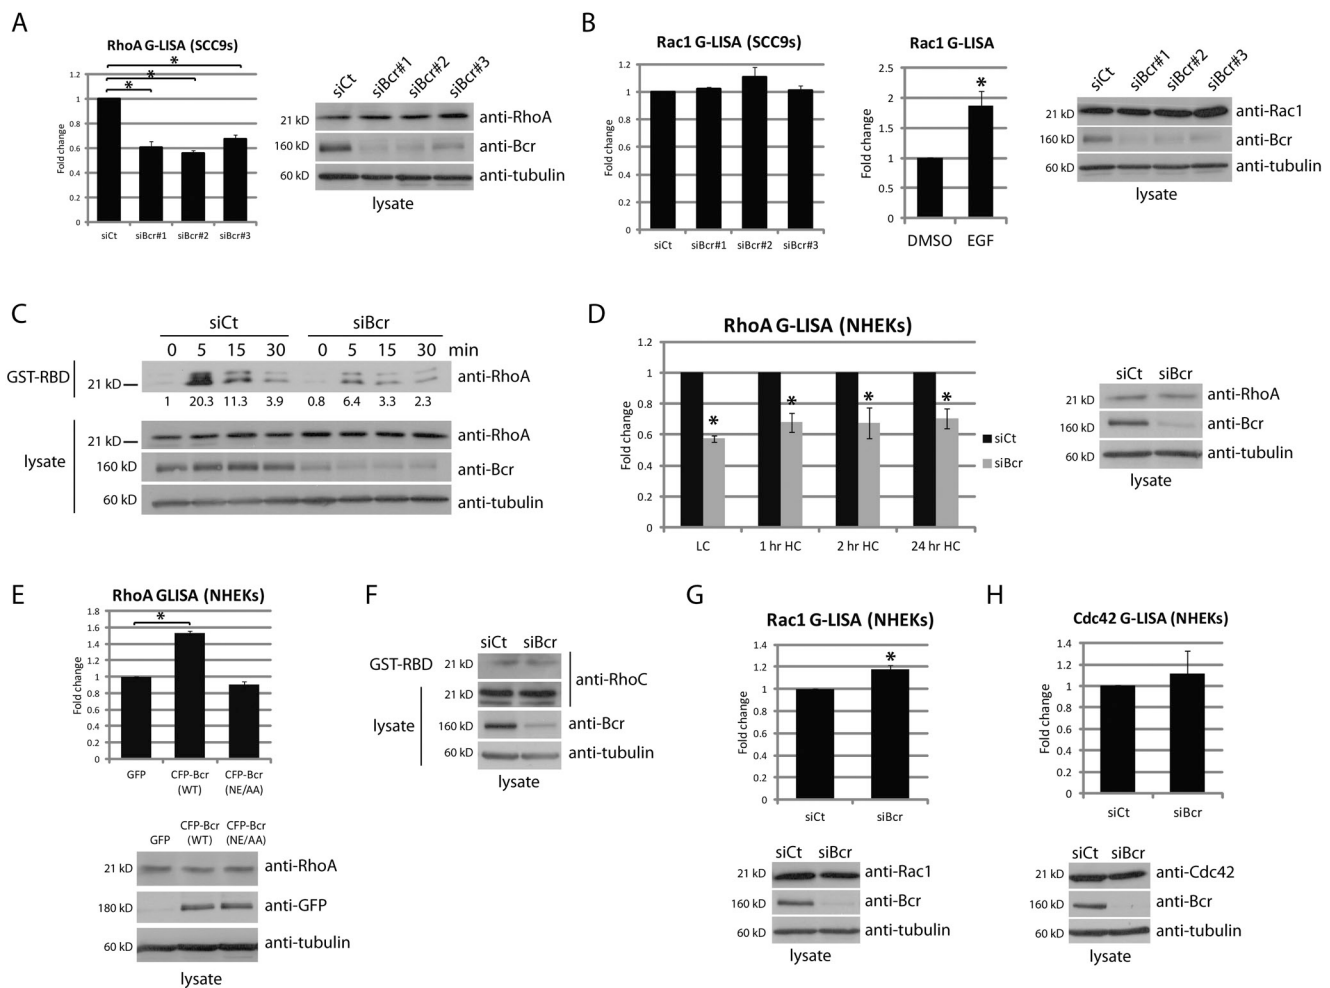 A
RhoA G-LISA (SCC9s)
*
*
*
Fold change
1.2
1
0.8
0.6
0.4
0.2
0
siCt siBcr#1 siBcr#2 siBcr#3
siCt siBcr#1 siBcr#2 siBcr#3
21 kD anti-RhoA
160 kD anti-Bcr
60 kD anti-tubulin
lysate
B
Rac1 G-LISA (SCC9s)
Fold change
1.2
1
0.8
0.6
0.4
0.2
0
siCt siBcr#1 siBcr#2 siBcr#3
Rac1 G-LISA
*
Fold change
2.5
2
1.5
1
0.5
0
DMSO EGF
siCt siBcr#1 siBcr#2 siBcr#3
21 kD anti-Rac1
160 kD anti-Bcr
60 kD anti-tubulin
lysate
C
siCt siBcr
0 5 15 30 0 5 15 30 min
GST-RBD 21 kD anti-RhoA
1 20.3 11.3 3.9 0.8 6.4 3.3 2.3
21 kD anti-RhoA
lysate 160 kD anti-Bcr
60 kD anti-tubulin
D
RhoA G-LISA (NHEKs)
Fold change
1.2
1
0.8
0.6
0.4
0.2
0
* * * *
LC 1 hr HC 2 hr HC 24 hr HC
siCt
siBcr
siCt siBcr
21 kD anti-RhoA
160 kD anti-Bcr
60 kD anti-tubulin
lysate
E
RhoA GLISA (NHEKs)
*
Fold change
1.8
1.6
1.4
1.2
1
0.8
0.6
0.4
0.2
0
GFP CFP-Bcr CFP-Bcr
(WT) (NE/AA)
CFP-Bcr CFP-Bcr
GFP (WT) (NE/AA)
21 kD anti-RhoA
180 kD anti-GFP
60 kD anti-tubulin
lysate
F
siCt siBcr
GST-RBD 21 kD
anti-RhoC
21 kD
lysate 160 kD anti-Bcr
60 kD anti-tubulin
lysate
G
Rac1 G-LISA (NHEKs)
*
Fold change
1.4
1.2
1
0.8
0.6
0.4
0.2
0
siCt siBcr
siCt siBcr
21 kD anti-Rac1
160 kD anti-Bcr
60 kD anti-tubulin
lysate
H
Cdc42 G-LISA (NHEKs)
Fold change
1.4
1.2
1
0.8
0.6
0.4
0.2
0
siCt siBcr
siCt siBcr
21 kD anti-Cdc42
160 kD anti-Bcr
60 kD anti-tubulin
lysate